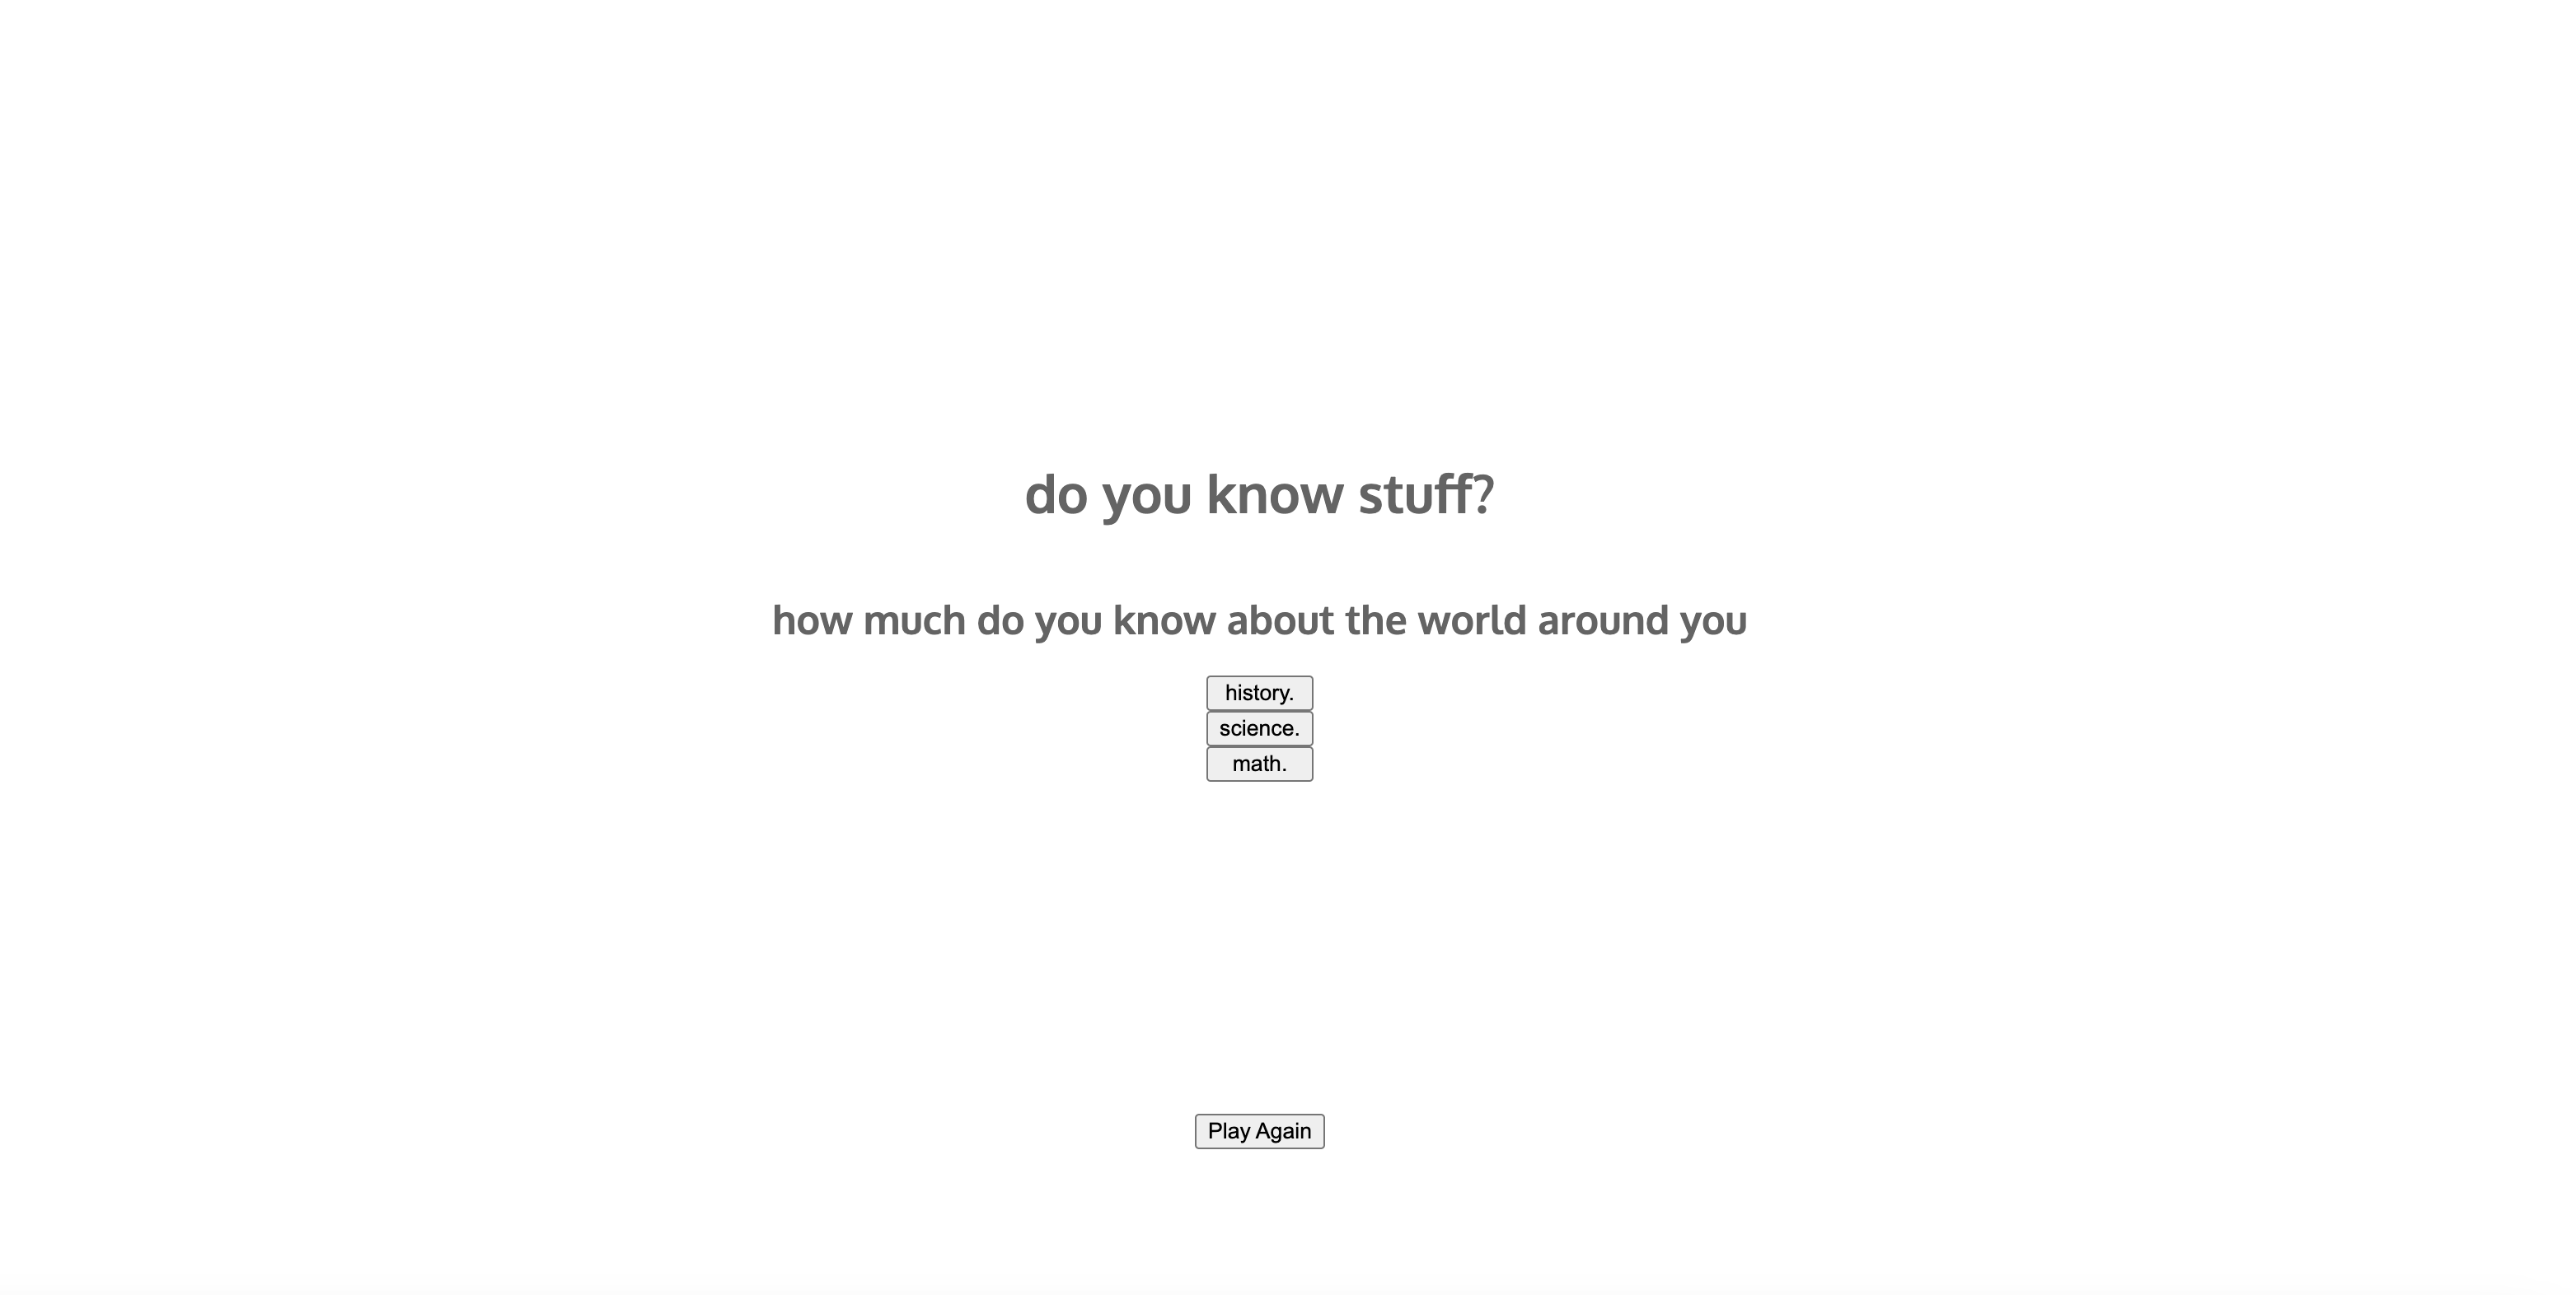 do you know stuff?
how much do you know about the world around you
history.
science.
math.
Play Again